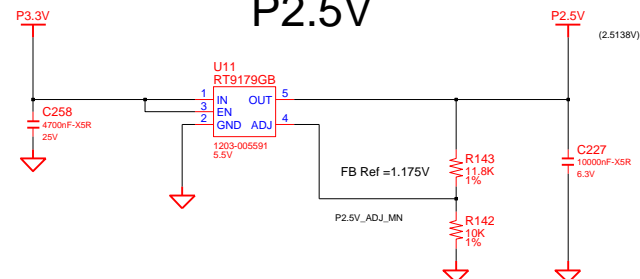 P2.5V
P3.3V
P2.5V
(2.5138V)
U11
RT9179GB
1 IN OUT 5
3 EN
2 GND ADJ 4
1203-005591
5.5V
C258
4700nF-X5R
25V
FB Ref =1.175V
R143
11.8K
1%
C227
10000nF-X5R
6.3V
P2.5V_ADJ_MN
R142
10K
1%